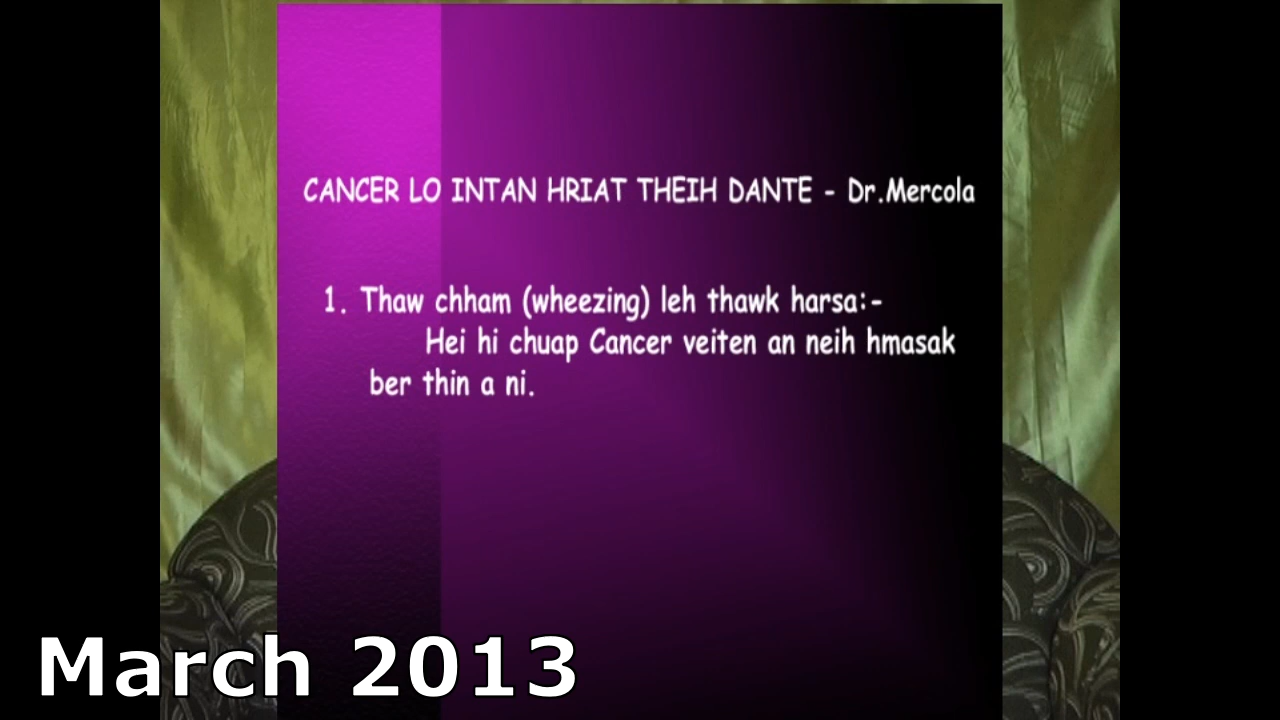 CANCER LO INTAN HRIAT THEIH DANTE - Dr.Mercola
1. Thaw chham (wheezing) leh thawk harsa:-
Hei hi chuap Cancer veiten an neih hmasak
ber thin a ni.
March 2013